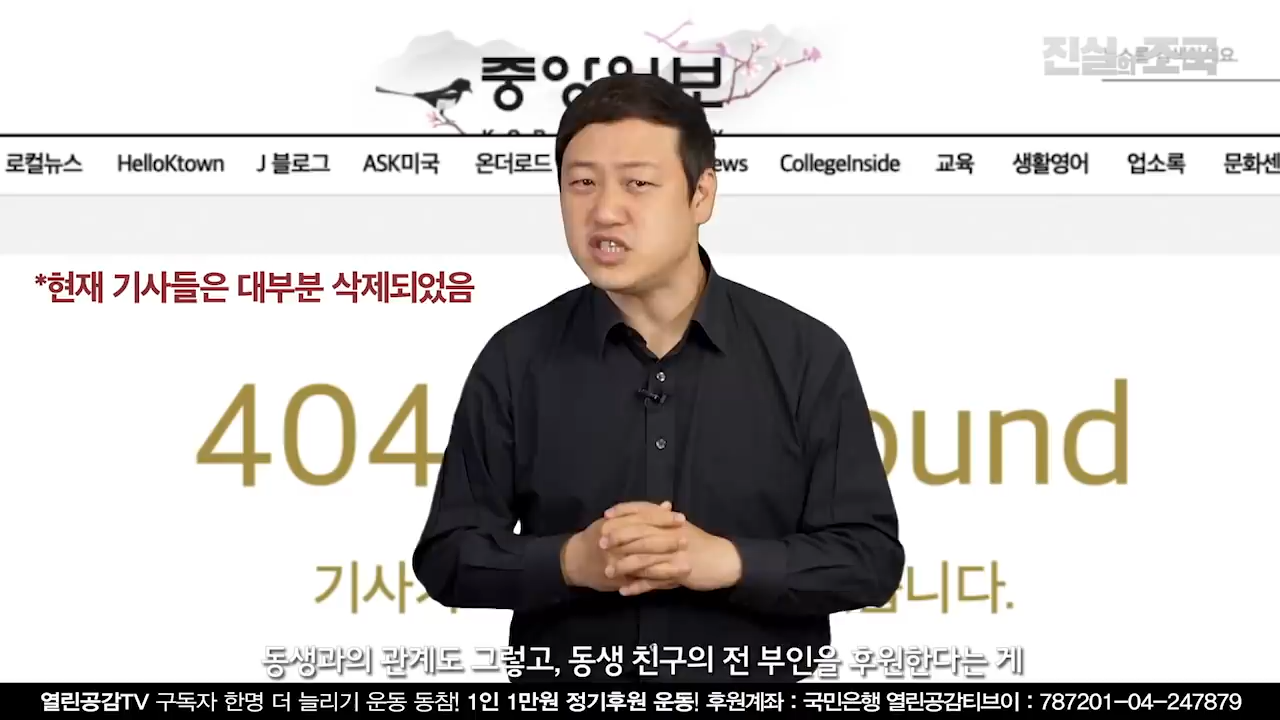 중앙일보
진실의 조국
로컬뉴스 HelloKtown J 블로그 ASK미국 온더로드 CollegeInside 교육 생활영어 업소록
*현재 기사들은 대부분 삭제되었음
404
동생과의 관계도 그렇고, 동생 친구의 전 부인을 후원한다는 게
열린공감TV 구독자 한명 더 늘리기 운동 동참! 1인 1만원 정기후원 운동! 후원계좌 : 국민은행 열린공감티브이 : 787201-04-247879